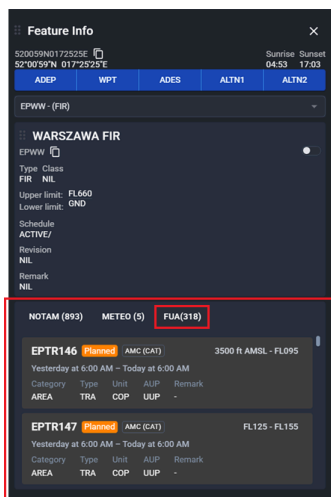 Feature Info
520059N0172525E
52°00'59"N 017°25'25"E
Sunrise Sunset
04:53 17:03
ADEP WPT ADES ALTN1 ALTN2
EPWW - (FIR)
WARSZAWA FIR
EPWW
Type Class
FIR NIL
Upper limit: FL660
Lower limit: GND
Schedule
ACTIVE/
Revision
NIL
Remark
NIL
NOTAM (893) METEO (5) FUA(318)
EPTR146 Planned AMC (CAT) 3500 ft AMSL - FL095
Yesterday at 6:00 AM – Today at 6:00 AM
Category Type Unit AUP Remark
AREA TRA COP UUP -
EPTR147 Planned AMC (CAT) FL125 - FL155
Yesterday at 6:00 AM – Today at 6:00 AM
Category Type Unit AUP Remark
AREA TRA COP UUP -